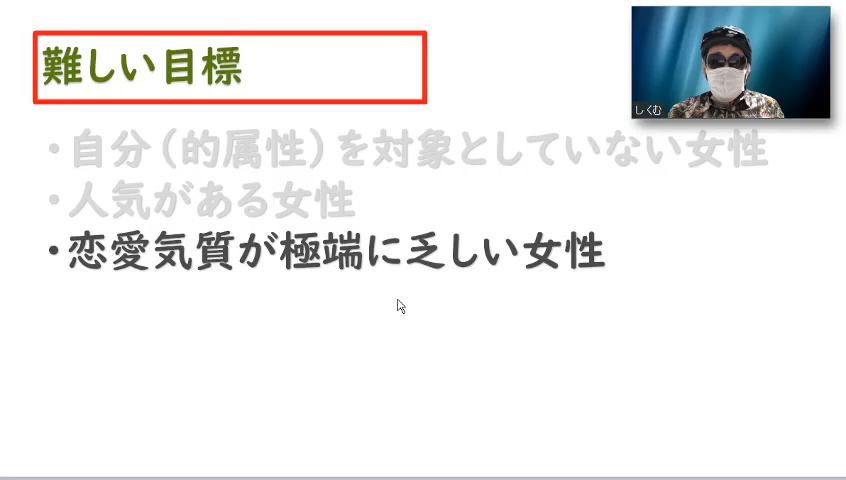 難しい目標
しくむ
・自分(的属性)を対象としていない女性
・人気がある女性
・恋愛気質が極端に乏しい女性